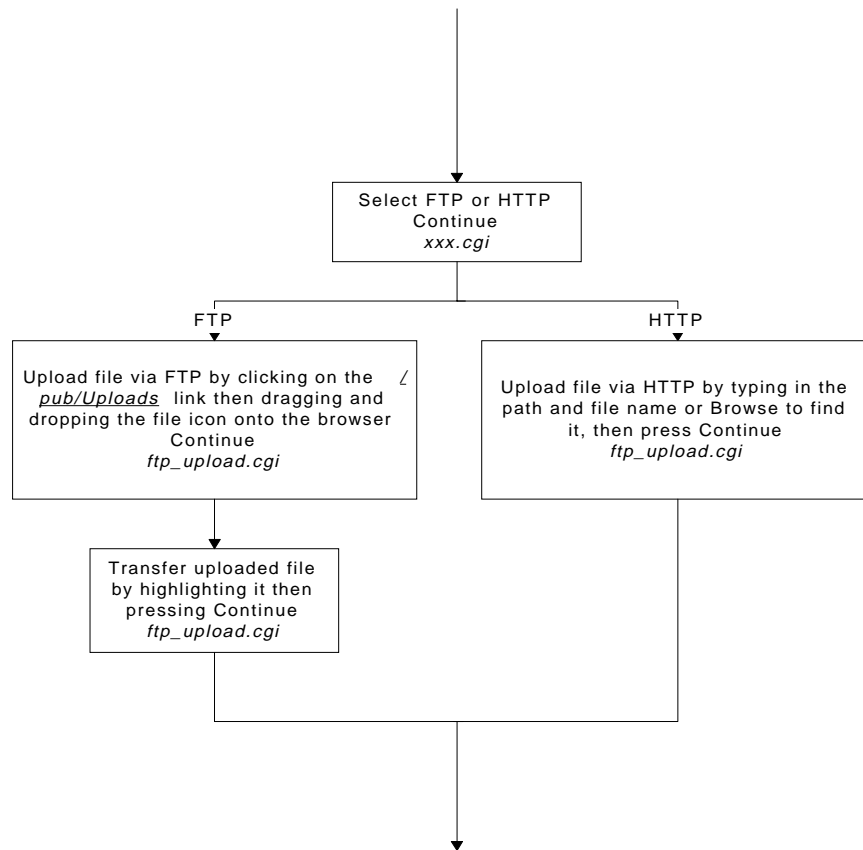 Select FTP or HTTP
Continue
xxx.cgi
FTP
HTTP
Upload file via FTP by clicking on the /
pub/Uploads link then dragging and
dropping the file icon onto the browser
Continue
ftp_upload.cgi
Upload file via HTTP by typing in the
path and file name or Browse to find
it, then press Continue
ftp_upload.cgi
Transfer uploaded file
by highlighting it then
pressing Continue
ftp_upload.cgi